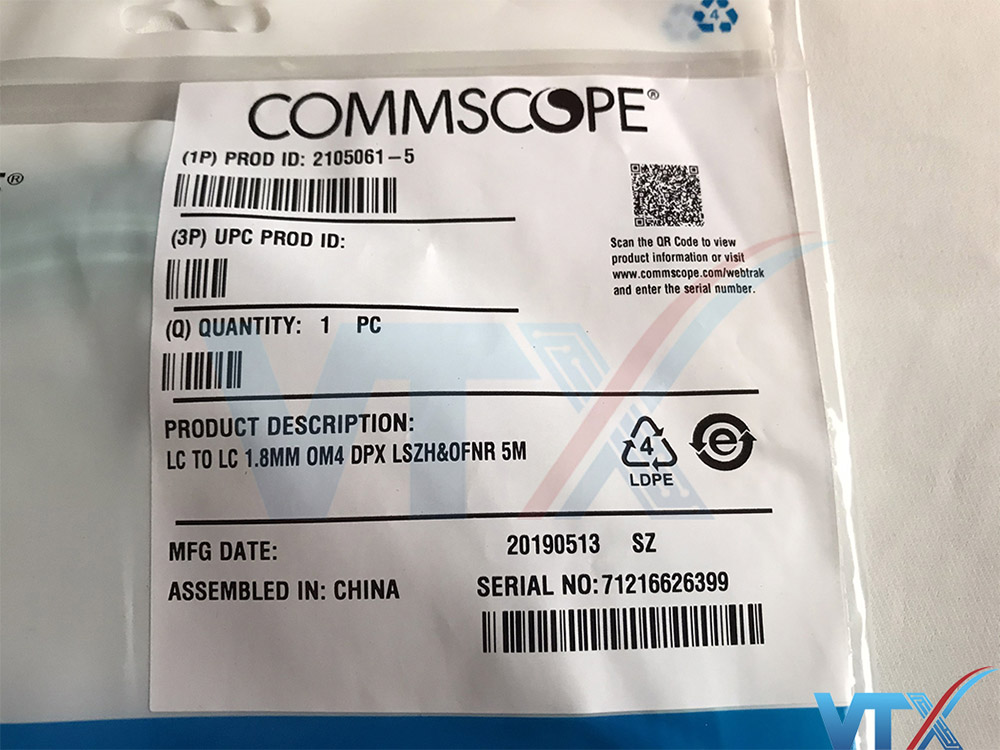 4
COMMSCOPE®
(1P) PROD ID: 2105061-5
®
(3P) UPC PROD ID:
Scan the QR Code to view
product information or visit
www.commscope.com/webtrak
and enter the serial number.
(Q) QUANTITY: 1 PC
VTX
PRODUCT DESCRIPTION:
LC TO LC 1.8MM OM4 DPX LSZH&OFNR 5M
4
LDPE
e
MFG DATE: 20190513 SZ
ASSEMBLED IN: CHINA SERIAL NO:71216626399
VTX